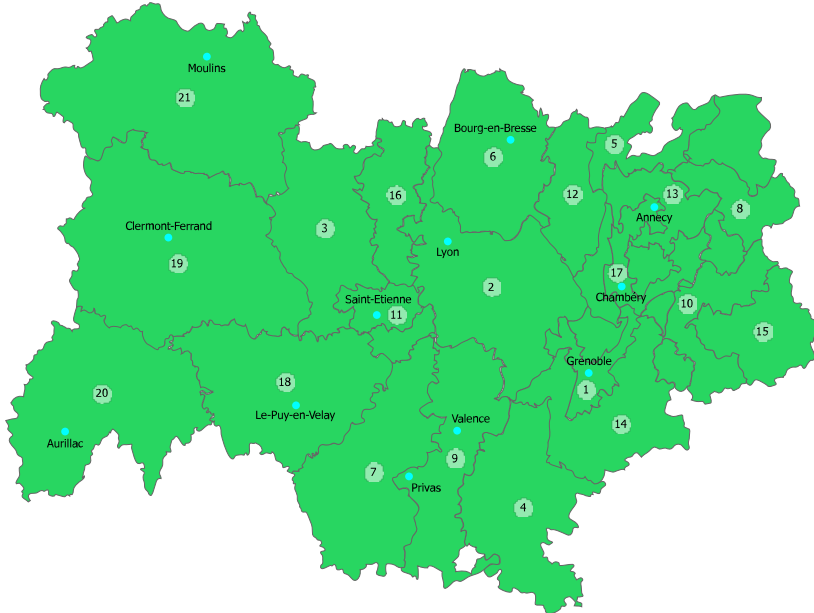 Moulins
21
Bourg-en-Bresse
6
5
16
12
13
Annecy
8
3
Clermont-Ferrand
19
Lyon
2
17
Chambéry
10
Saint-Etienne
11
15
Grenoble
1
18
Le-Puy-en-Velay
20
Aurillac
Valence
14
9
7
Privas
4